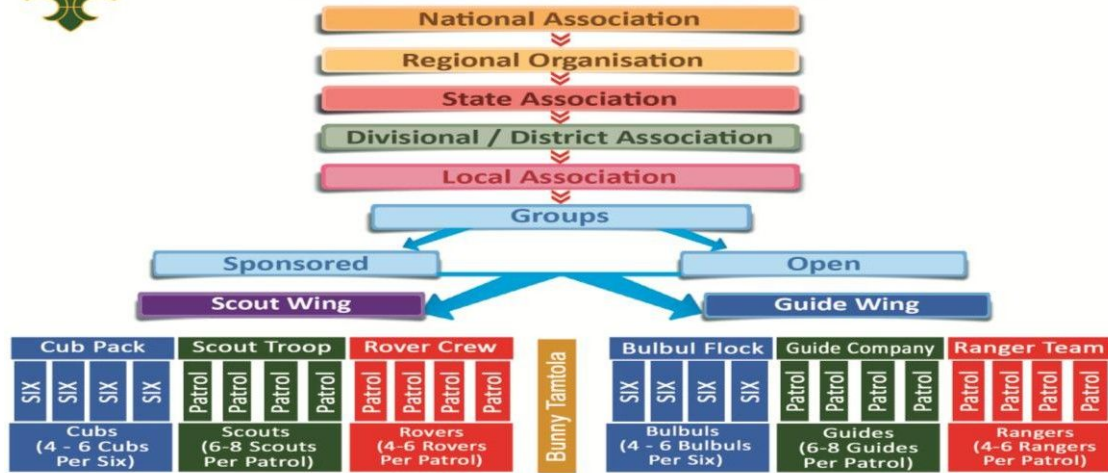 National Association
Regional Organisation
State Association
Divisional / District Association
Local Association
Groups
Sponsored
Open
Scout Wing
Guide Wing
Cub Pack
SIX
SIX
SIX
SIX
Cubs
(4 - 6 Cubs
Per Six)
Scout Troop
Patrol
Patrol
Patrol
Patrol
Scouts
(6-8 Scouts
Per Patrol)
Rover Crew
Patrol
Patrol
Patrol
Patrol
Rovers
(4-6 Rovers
Per Patrol)
Bunny Tamtola
Bulbul Flock
SIX
SIX
SIX
SIX
Bulbuls
(4 - 6 Bulbuls
Per Six)
Guide Company
Patrol
Patrol
Patrol
Patrol
Guides
(6-8 Guides
Per Patrol)
Ranger Team
Patrol
Patrol
Patrol
Patrol
Rangers
(4-6 Rangers
Per Patrol)